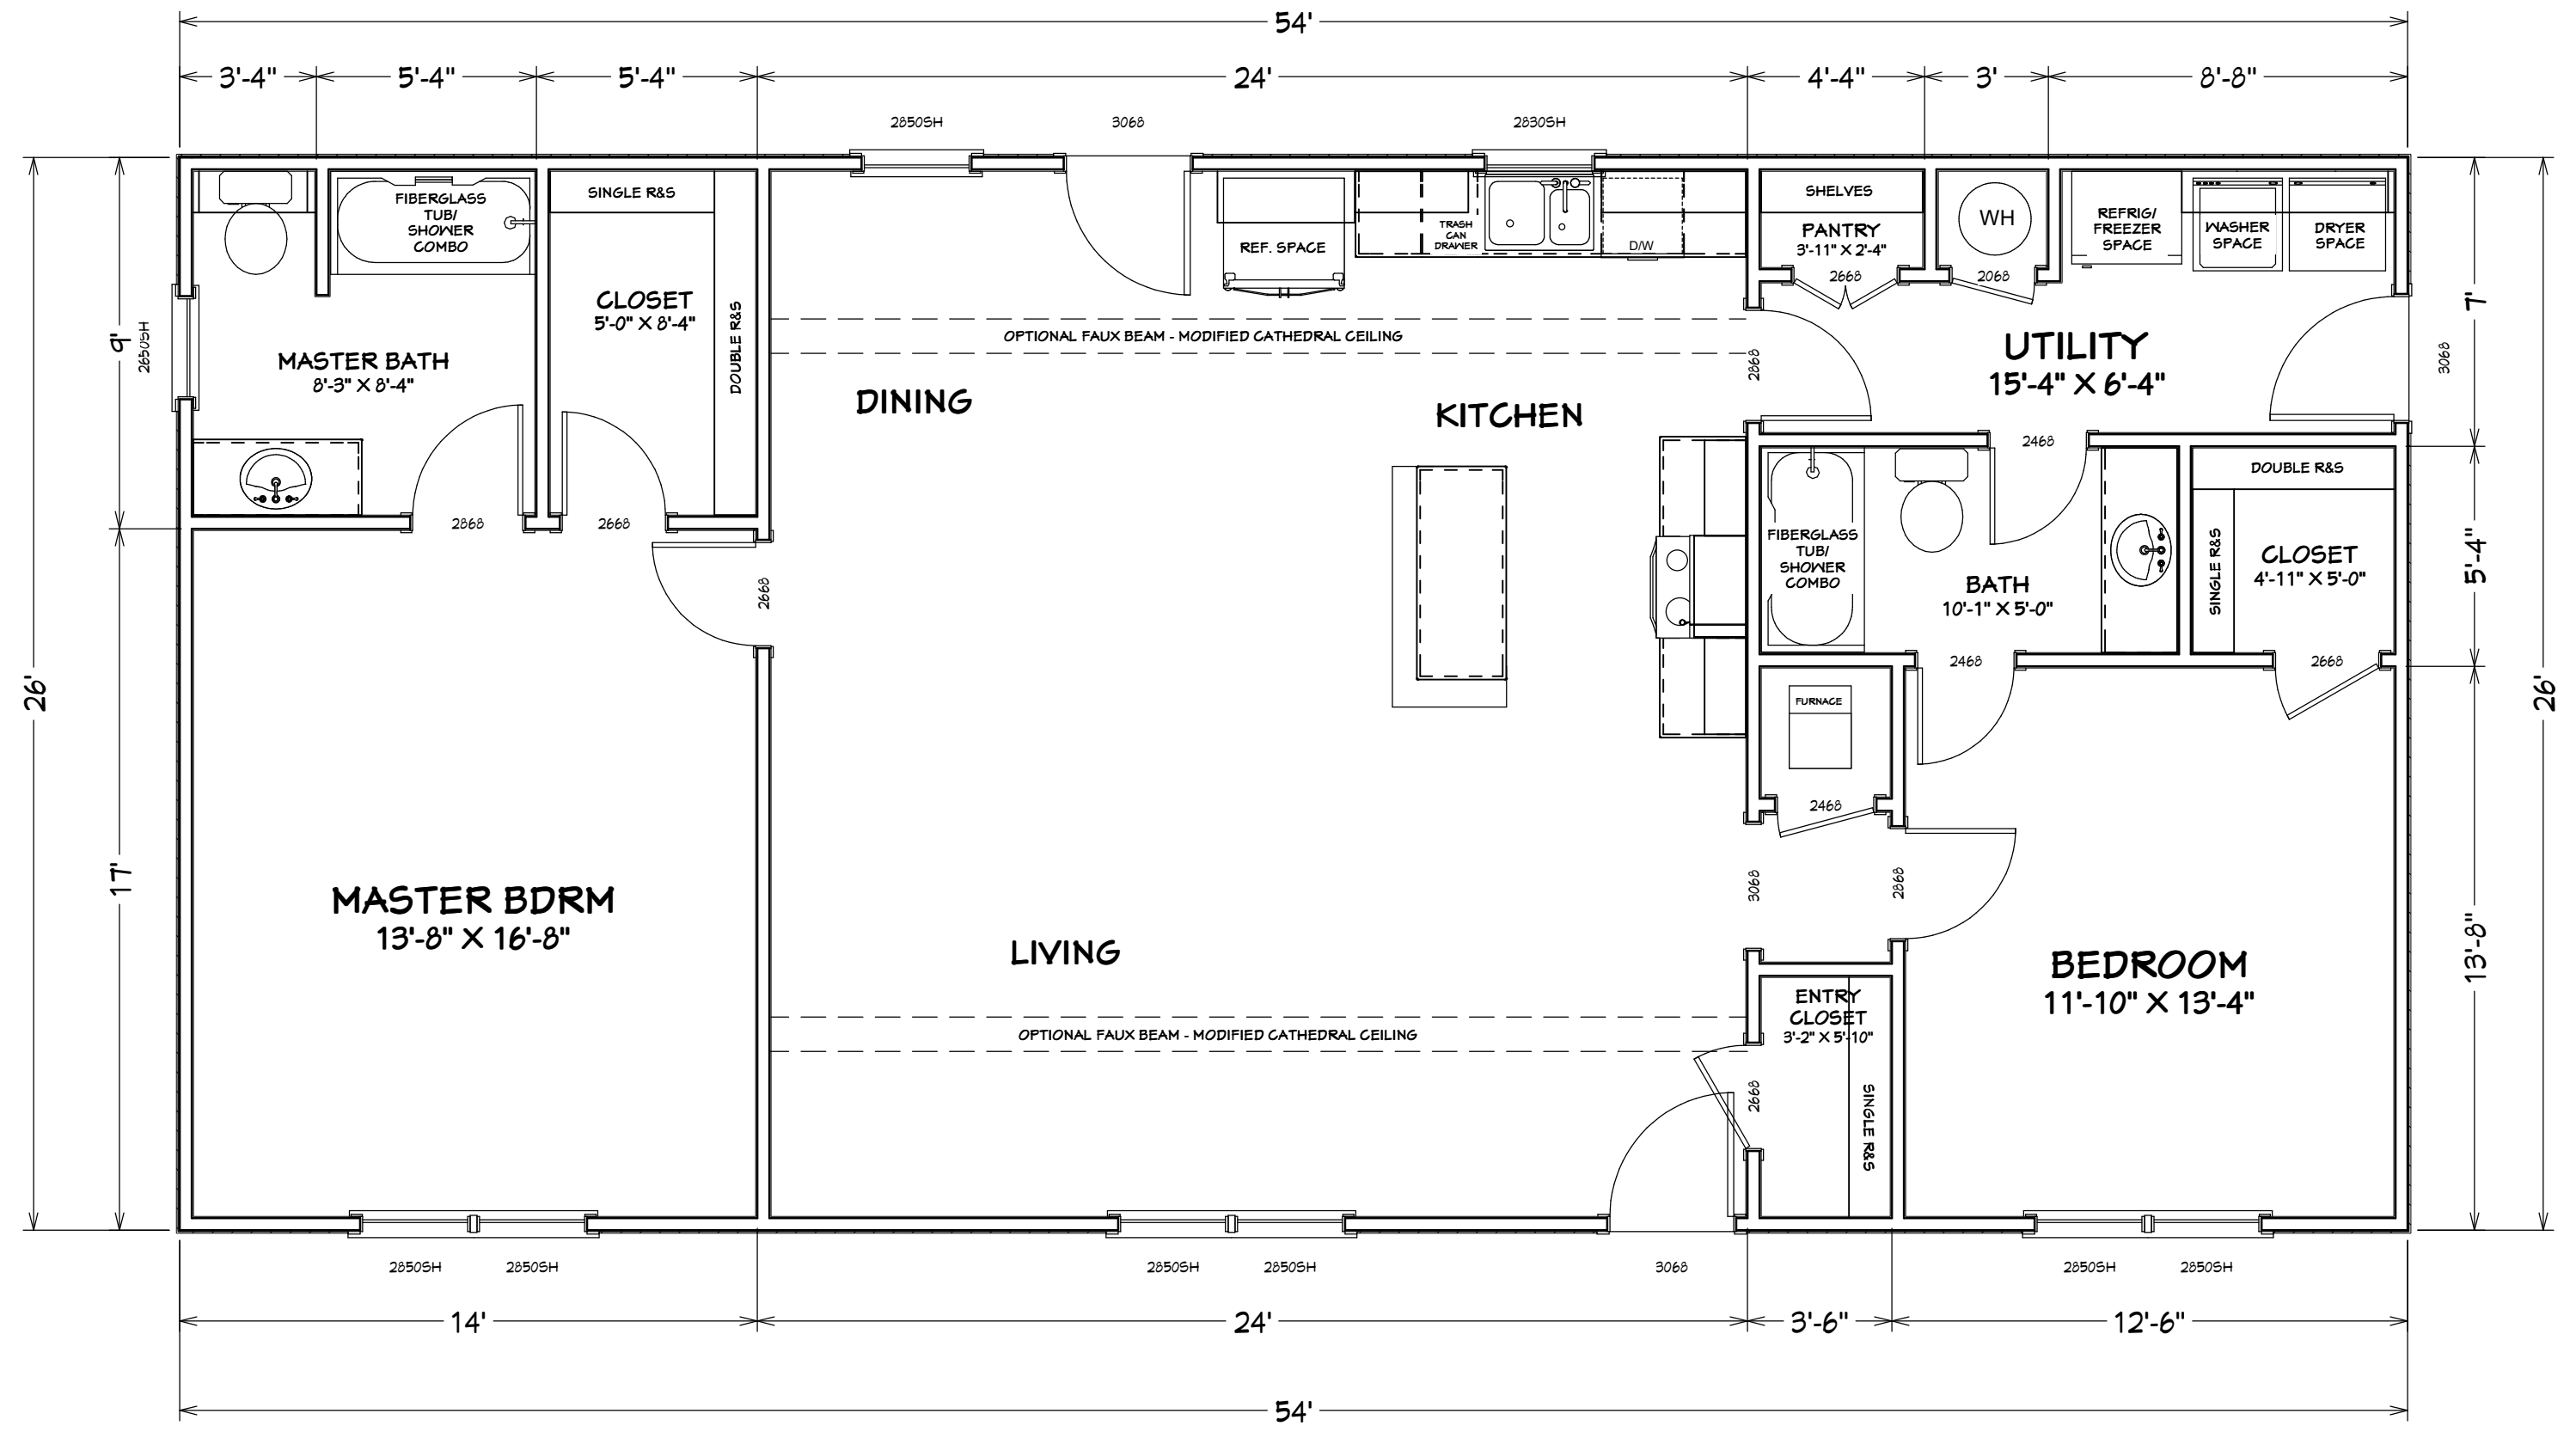 54'
3'-4"
5'-4"
5'-4"
24'
4'-4"
3'
8'-8"
2850SH
3068
2830SH
FIBERGLASS
TUB/
SHOWER
COMBO
SINGLE R&S
CLOSET
5'-0" X 8'-4"
DOUBLE R&S
MASTER BATH
8'-3" X 8'-4"
2650SH
9'
26'
17'
2868
2668
2668
REF. SPACE
TRASH
CAN
DRAWER
D/W
SHELVES
PANTRY
3'-11" X 2'-4"
2668
WH
2068
REFRIG/
FREEZER
SPACE
WASHER
SPACE
DRYER
SPACE
OPTIONAL FAUX BEAM - MODIFIED CATHEDRAL CEILING
DINING
KITCHEN
2868
UTILITY
15'-4" X 6'-4"
3068
7'
2468
FIBERGLASS
TUB/
SHOWER
COMBO
BATH
10'-1" X 5'-0"
DOUBLE R&S
SINGLE R&S
CLOSET
4'-11" X 5'-0"
5'-4"
26'
2468
2668
FURNACE
2468
3068
2868
MASTER BDRM
13'-8" X 16'-8"
LIVING
BEDROOM
11'-10" X 13'-4"
13'-8"
ENTRY
CLOSET
3'-2" X 5'-10"
OPTIONAL FAUX BEAM - MODIFIED CATHEDRAL CEILING
2668
SINGLE R&S
2850SH
2850SH
2850SH
2850SH
3068
2850SH
2850SH
14'
24'
3'-6"
12'-6"
54'